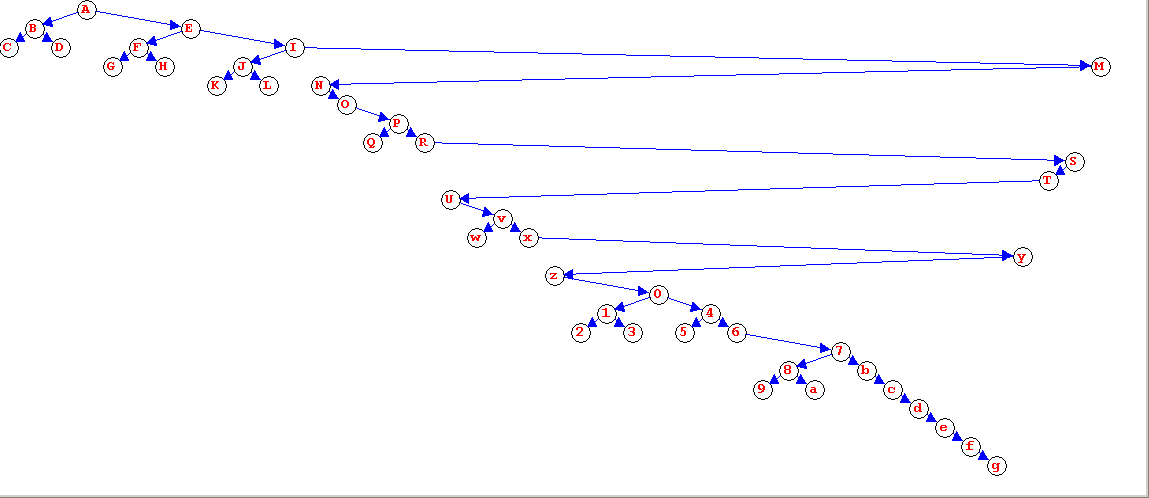 A
B E
C D F I
G H J M
K L N
O
P
Q R
S
T
U
v
w x
y
z
0
1 4
2 3 5 6
7
8 b
9 a c
d
e
f
g